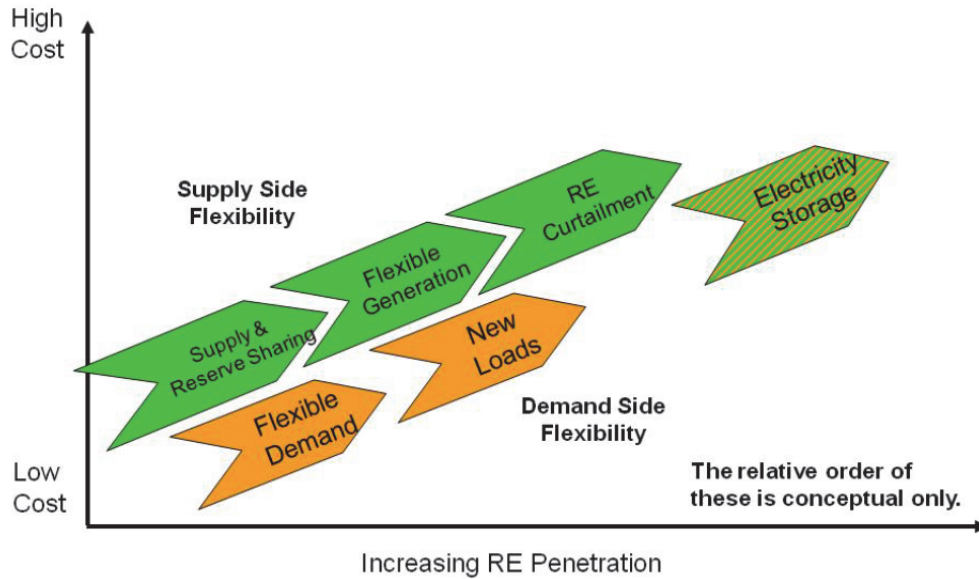 High
Cost
Supply Side
Flexibility
RE
Curtailment
Electricity
Storage
Flexible
Generation
Supply &
Reserve Sharing
New
Loads
Flexible
Demand
Demand Side
Flexibility
Low
Cost
The relative order of
these is conceptual only.
Increasing RE Penetration